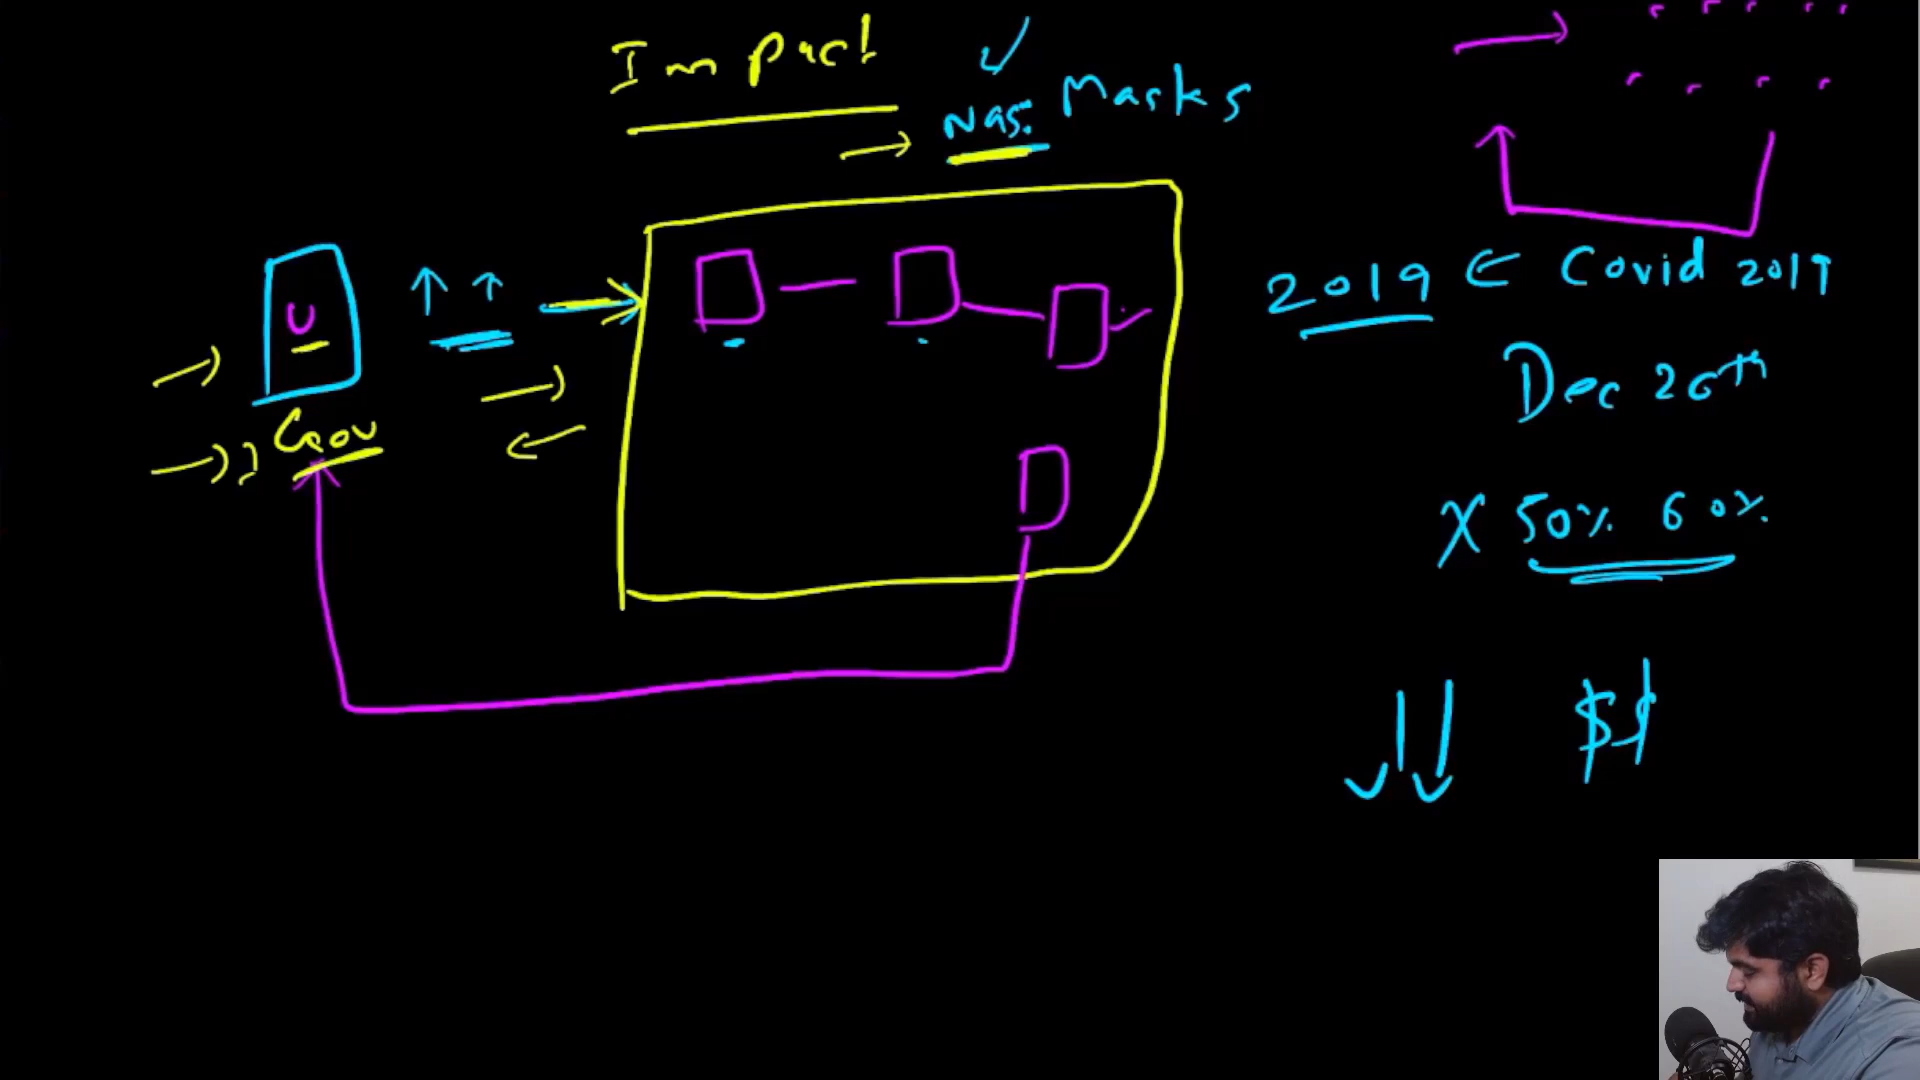 Impact
Nas. Masks
2019 ← Covid 2019
U
Dec 26th
Gov
X 50% 60%
$$